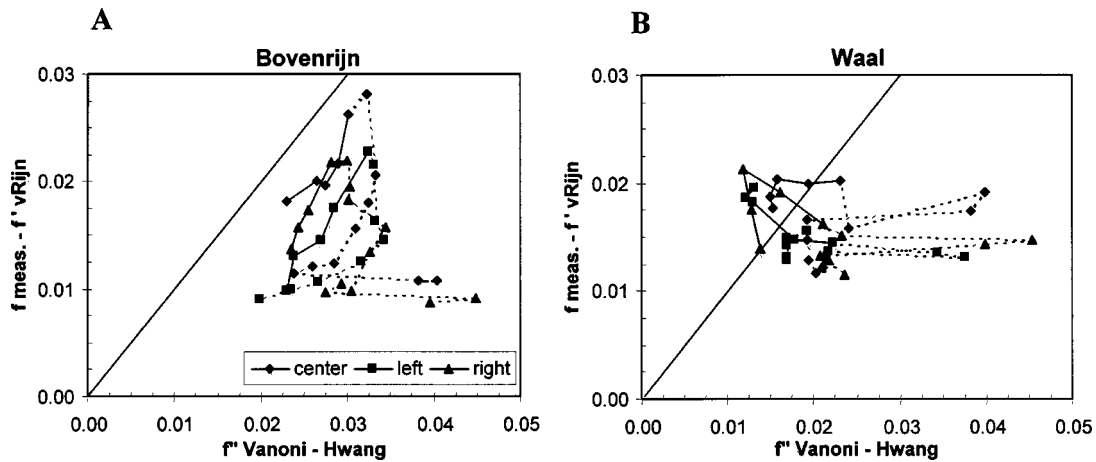 A
Bovenrijn
f meas. - f ' vRijn
0.03
0.02
0.01
0.00
center left right
0.00 0.01 0.02 0.03 0.04 0.05
f" Vanoni - Hwang
B
Waal
f meas. - f ' vRijn
0.03
0.02
0.01
0.00
0.00 0.01 0.02 0.03 0.04 0.05
f" Vanoni - Hwang